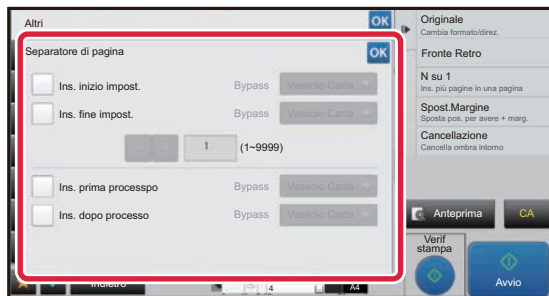 Altri
OK
Separatore di pagina
OK
Ins. inizio impost.
Bypass
Vassoio Carta
Ins. fine impost.
Bypass
Vassoio Carta
1
(1~9999)
Ins. prima processpo
Bypass
Vassoio Carta
Ins. dopo processo
Bypass
Vassoio Carta
Indietro
4
A4
Originale
Cambia formato/direz.
Fronte Retro
N su 1
Ins. più pagine in una pagina
Spost.Margine
Sposta pos. per avere + marg.
Cancellazione
Cancella ombra intorno
Anteprima
CA
Verif
stampa
Avvio